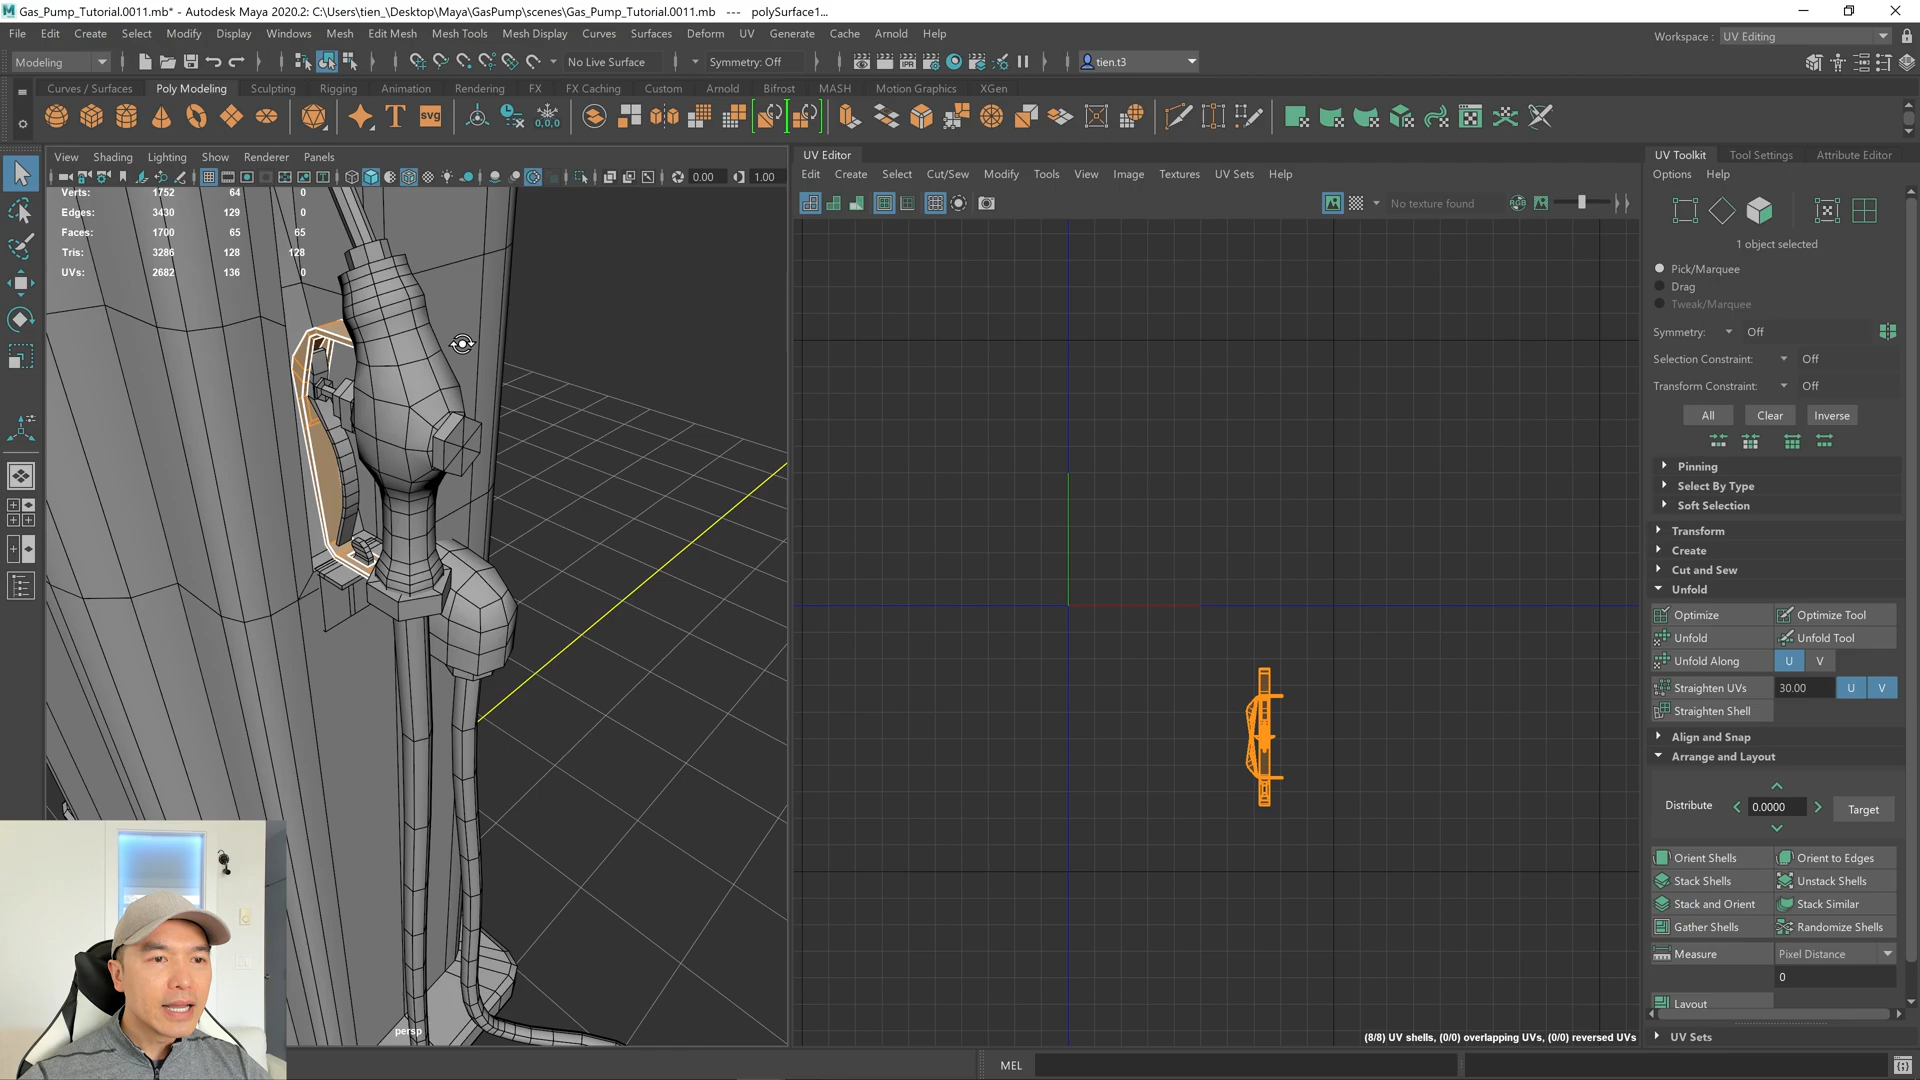 Gas_Pump_Tutorial.0011.mb* - Autodesk Maya 2020.2: C:\Users\tien_\Desktop\Maya\GasPump\scenes\Gas_Pump_Tutorial.0011.mb --- polySurface1...
File Edit Create Select Modify Display Windows Mesh Edit Mesh Mesh Tools Mesh Display Curves Surfaces Deform UV Generate Cache Arnold Help
Workspace : UV Editing
Modeling No Live Surface Symmetry: Off tien.t3
Curves / Surfaces Poly Modeling Sculpting Rigging Animation Rendering FX FX Caching Custom Arnold Bifrost MASH Motion Graphics XGen
svg 0,0,0
View Shading Lighting Show Renderer Panels
0.00 1.00
Verts: 1752 64 0
Edges: 3430 129 0
Faces: 1700 65 65
Tris: 3286 128 128
UVs: 2682 136 0
persp
UV Editor
Edit Create Select Cut/Sew Modify Tools View Image Textures UV Sets Help
No texture found
RGB
(8/8) UV shells, (0/0) overlapping UVs, (0/0) reversed UVs
UV Toolkit Tool Settings Attribute Editor
Options Help
1 object selected
Pick/Marquee
Drag
Tweak/Marquee
Symmetry: Off
Selection Constraint: Off
Transform Constraint: Off
All Clear Inverse
Pinning
Select By Type
Soft Selection
Transform
Create
Cut and Sew
Unfold
Optimize Optimize Tool
Unfold Unfold Tool
Unfold Along U V
Straighten UVs 30.00 U V
Straighten Shell
Align and Snap
Arrange and Layout
Distribute 0.0000 Target
Orient Shells Orient to Edges
Stack Shells Unstack Shells
Stack and Orient Stack Similar
Gather Shells Randomize Shells
Measure Pixel Distance
0
Layout
UV Sets
MEL